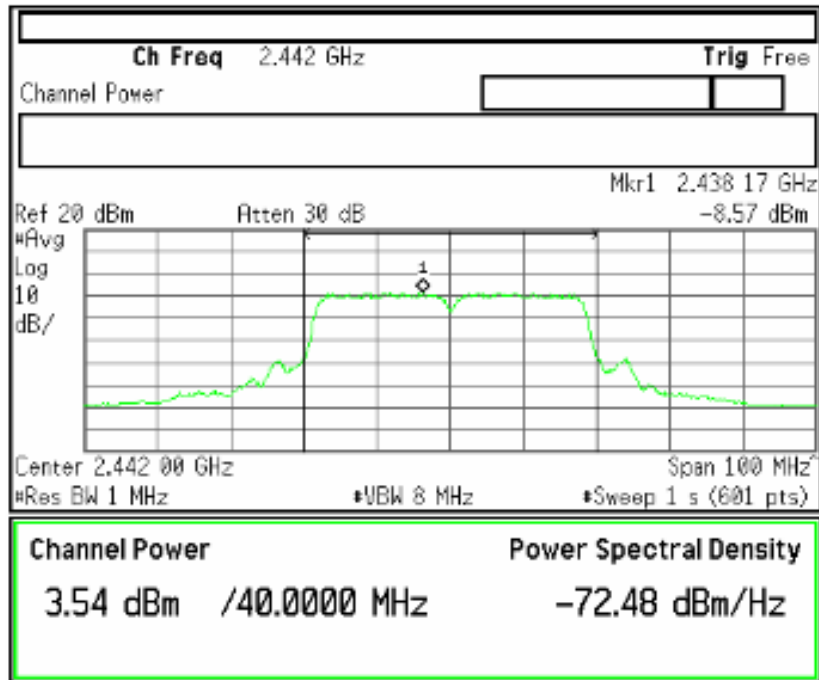 Ch Freq 2.442 GHz Trig Free
Channel Power
Mkr1 2.438 17 GHz
Ref 20 dBm Atten 30 dB -8.57 dBm
#Avg
Log
10
dB/
1
Center 2.442 00 GHz Span 100 MHz^
#Res BW 1 MHz #VBW 8 MHz #Sweep 1 s (601 pts)
Channel Power Power Spectral Density
3.54 dBm /40.0000 MHz -72.48 dBm/Hz